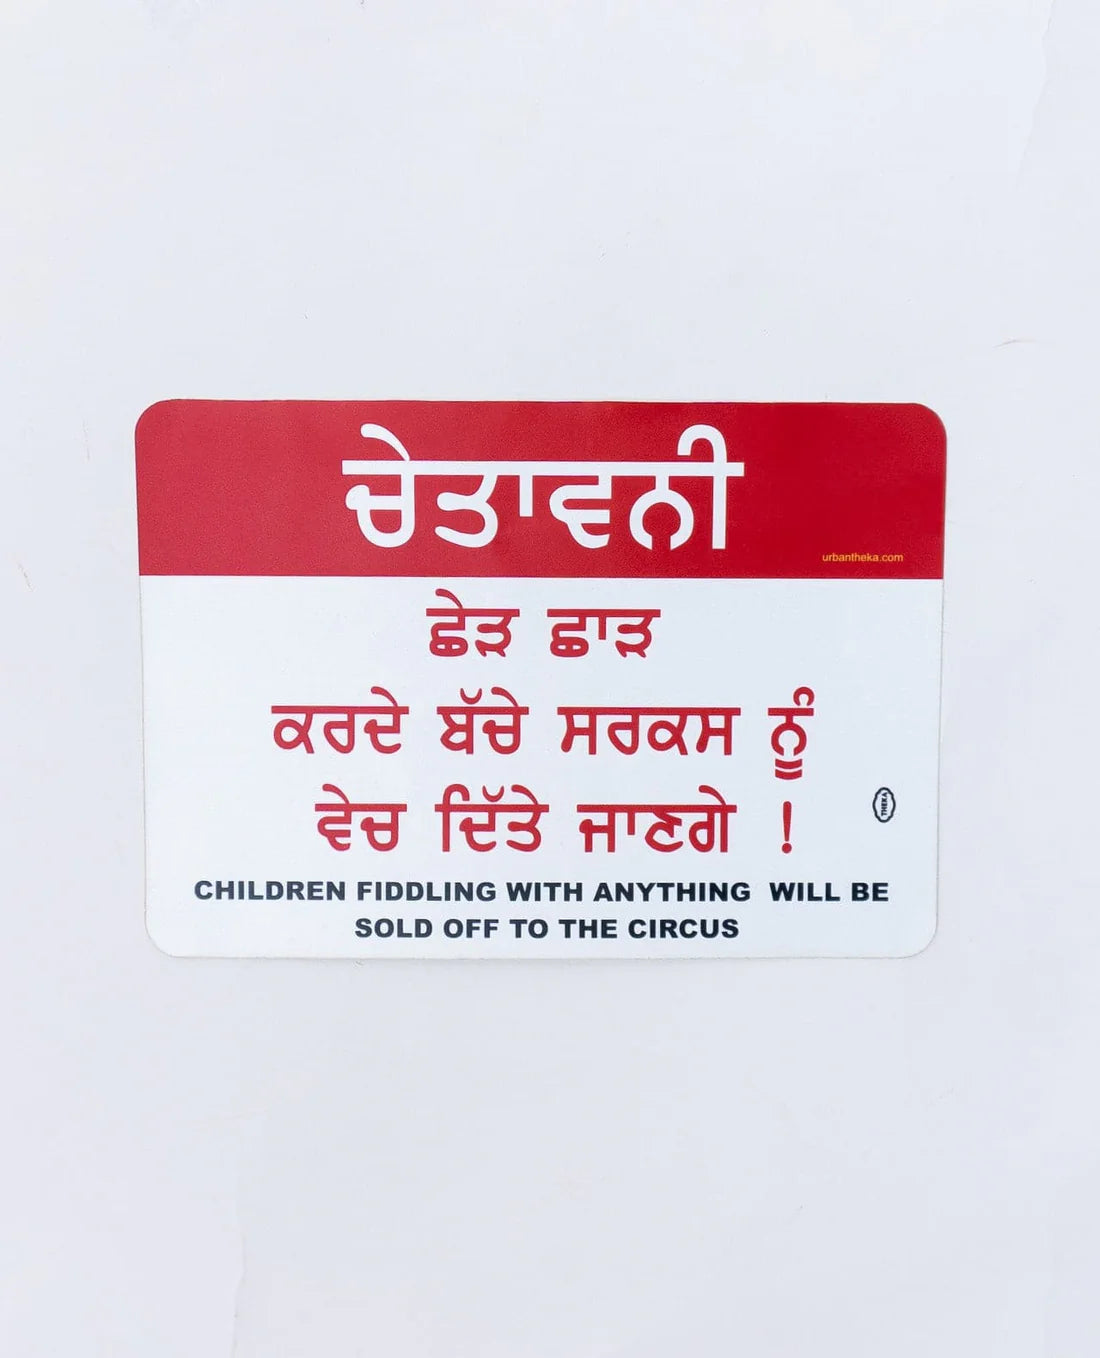 ਚੇਤਾਵਨੀ
urbantheka.com
ਛੇੜ ਛਾੜ
ਕਰਦੇ ਬੱਚੇ ਸਰਕਸ ਨੂੰ
ਵੇਚ ਦਿੱਤੇ ਜਾਣਗੇ !
THEKA
CHILDREN FIDDLING WITH ANYTHING WILL BE
SOLD OFF TO THE CIRCUS